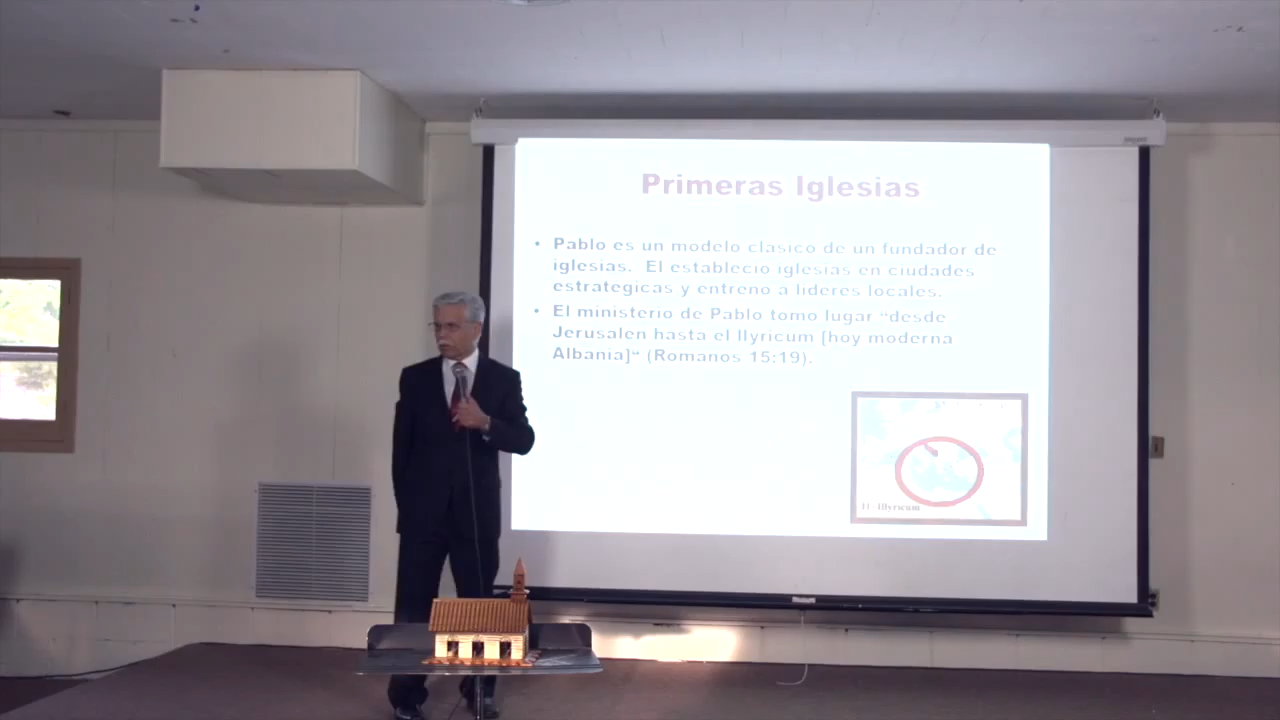 Primeras Iglesias
• Pablo es un modelo clasico de un fundador de
iglesias. El establecio iglesias en ciudades
estrategicas y entreno a lideres locales.
• El ministerio de Pablo tomo lugar “desde
Jerusalen hasta el Ilyricum [hoy moderna
Albania]“ (Romanos 15:19).
Illyricum